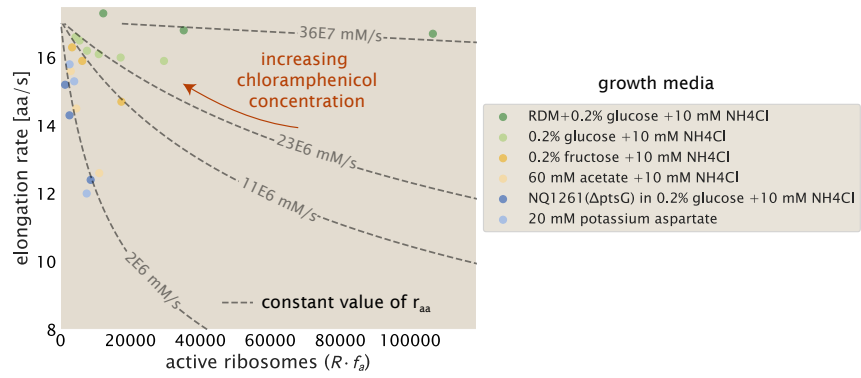 36E7 mM/s
increasing
chloramphenicol
concentration
23E6 mM/s
11E6 mM/s
2E6 mM/s
constant value of rₐₐ
elongation rate [aa/s]
16
14
12
10
8
0
20000
40000
60000
80000
100000
active ribosomes (R · fₐ)
growth media
RDM+0.2% glucose +10 mM NH4Cl
0.2% glucose +10 mM NH4Cl
0.2% fructose +10 mM NH4Cl
60 mM acetate +10 mM NH4Cl
NQ1261(ΔptsG) in 0.2% glucose +10 mM NH4Cl
20 mM potassium aspartate